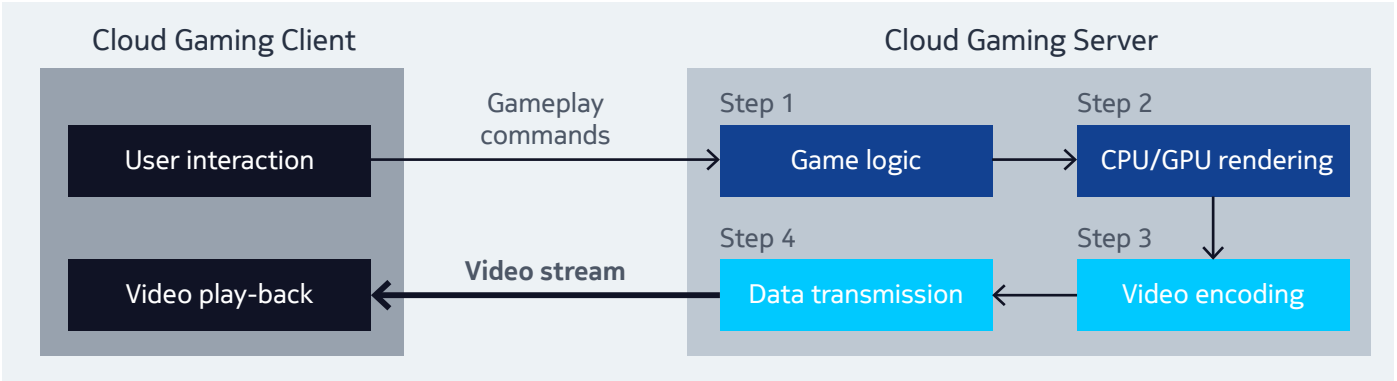 Cloud Gaming Client
Cloud Gaming Server
Gameplay
commands
Step 1
Step 2
User interaction
Game logic
CPU/GPU rendering
Step 4
Step 3
Video stream
Video play-back
Data transmission
Video encoding